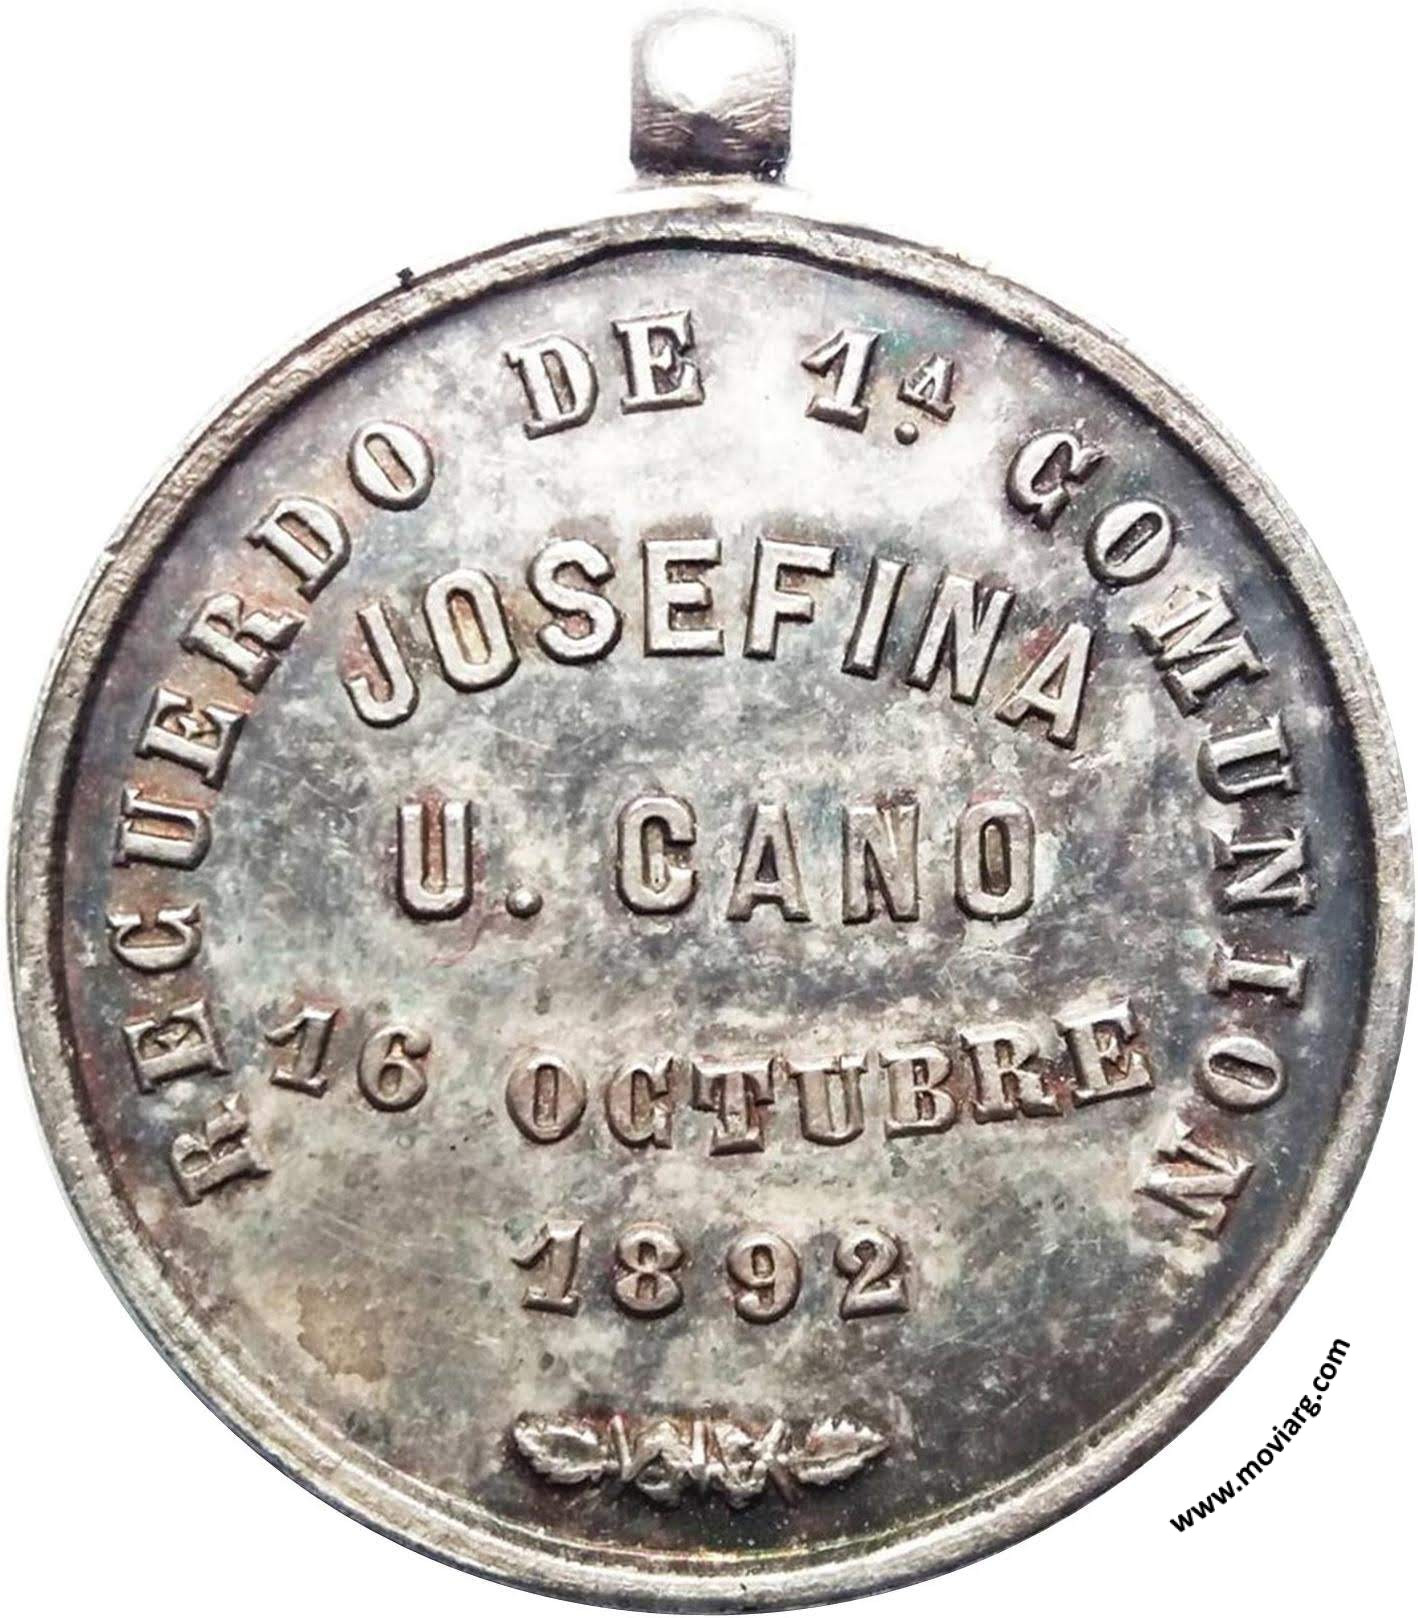 RECUERDO DE 1.A COMUNION
JOSEFINA
U. CANO
16 OCTUBRE
1892
www.moviarg.com